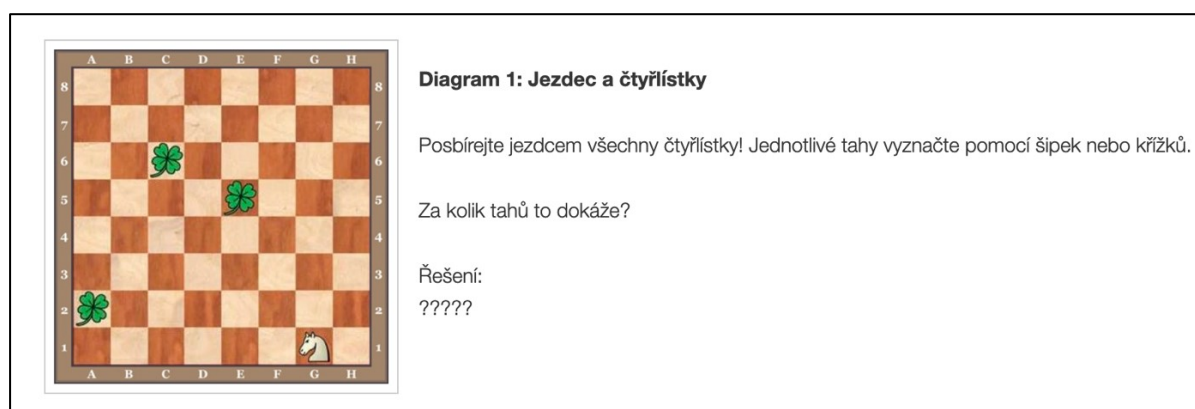 A B C D E F G H
8 8
7 7
6 6
5 5
4 4
3 3
2 2
1 1
A B C D E F G H
Diagram 1: Jezdec a čtyřlístky
Posbírejte jezdcem všechny čtyřlístky! Jednotlivé tahy vyznačte pomocí šipek nebo křížků.
Za kolik tahů to dokáže?
Řešení:
?????